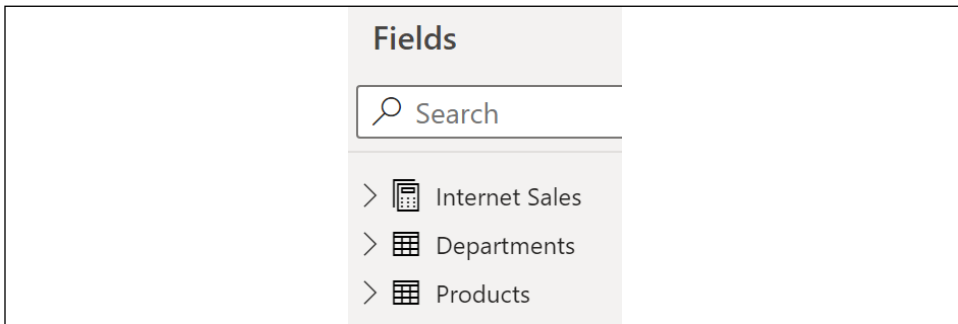 Fields
Search
Internet Sales
Departments
Products